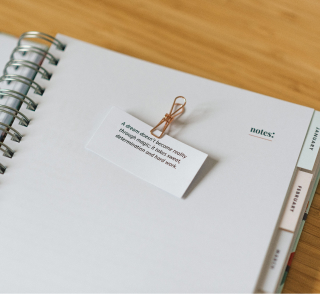 notes:
A dream doesn't become reality
through magic; it takes sweat,
determination and hard work.
JANUARY
FEBRUARY
MARCH